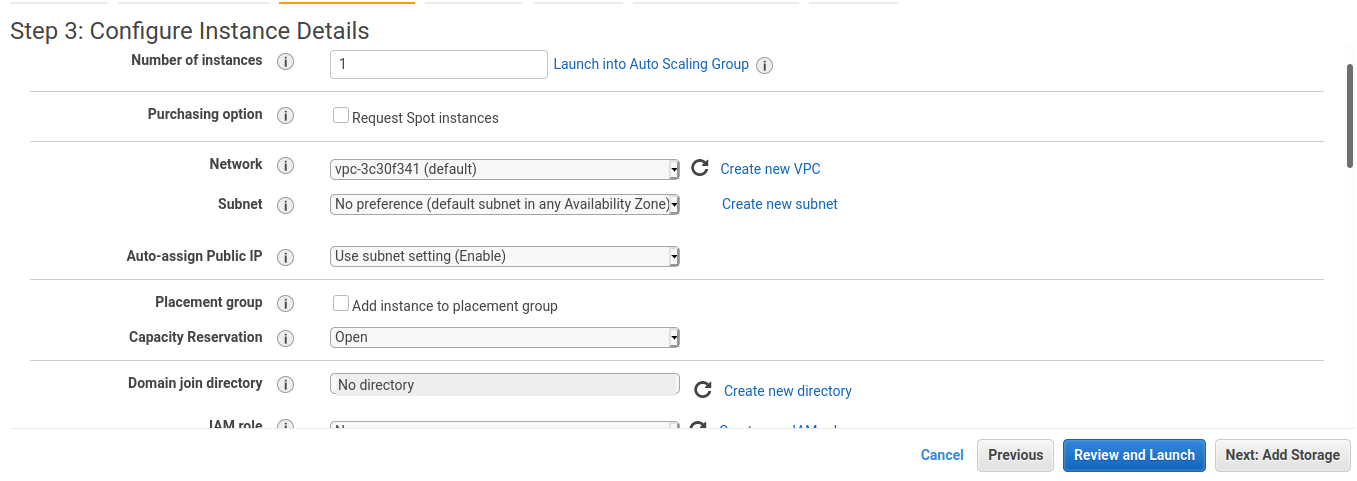 Step 3: Configure Instance Details
Number of instances 1 Launch into Auto Scaling Group
Purchasing option Request Spot instances
Network vpc-3c30f341 (default) Create new VPC
Subnet No preference (default subnet in any Availability Zone) Create new subnet
Auto-assign Public IP Use subnet setting (Enable)
Placement group Add instance to placement group
Capacity Reservation Open
Domain join directory No directory Create new directory
IAM role
Cancel Previous Review and Launch Next: Add Storage